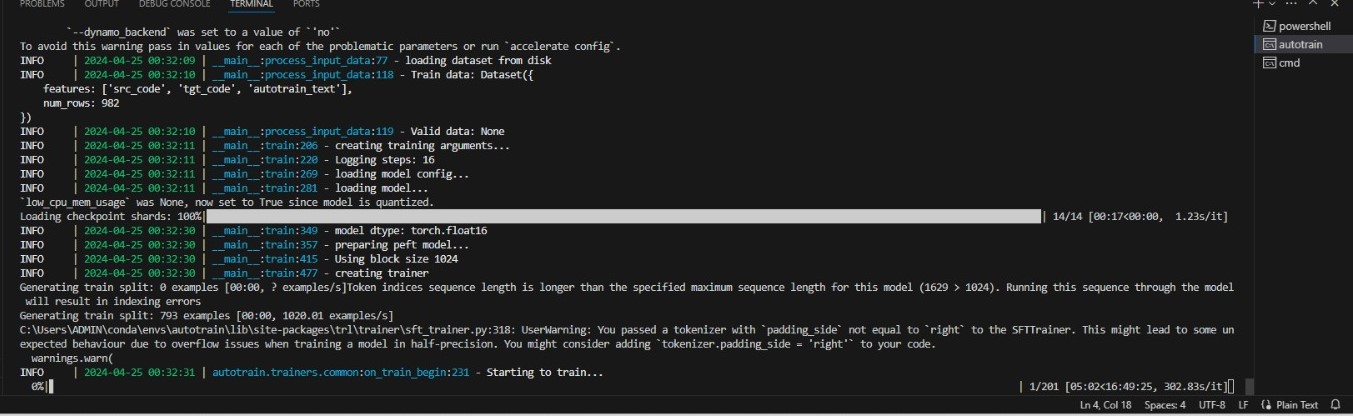 PROBLEMS OUTPUT DEBUG CONSOLE TERMINAL PORTS
`--dynamo_backend` was set to a value of `'no'`
To avoid this warning pass in values for each of the problematic parameters or run `accelerate config`.
INFO | 2024-04-25 00:32:09 | __main__:process_input_data:77 - loading dataset from disk
INFO | 2024-04-25 00:32:10 | __main__:process_input_data:118 - Train data: Dataset({
features: ['src_code', 'tgt_code', 'autotrain_text'],
num_rows: 982
})
INFO | 2024-04-25 00:32:10 | __main__:process_input_data:119 - Valid data: None
INFO | 2024-04-25 00:32:11 | __main__:train:206 - creating training arguments...
INFO | 2024-04-25 00:32:11 | __main__:train:220 - Logging steps: 16
INFO | 2024-04-25 00:32:11 | __main__:train:269 - loading model config...
INFO | 2024-04-25 00:32:11 | __main__:train:281 - loading model...
`low_cpu_mem_usage` was None, now set to True since model is quantized.
Loading checkpoint shards: 100%| | 14/14 [00:17<00:00, 1.23s/it]
INFO | 2024-04-25 00:32:30 | __main__:train:349 - model dtype: torch.float16
INFO | 2024-04-25 00:32:30 | __main__:train:357 - preparing peft model...
INFO | 2024-04-25 00:32:30 | __main__:train:415 - Using block size 1024
INFO | 2024-04-25 00:32:30 | __main__:train:477 - creating trainer
Generating train split: 0 examples [00:00, ? examples/s]Token indices sequence length is longer than the specified maximum sequence length for this model (1629 > 1024). Running this sequence through the model
will result in indexing errors
Generating train split: 793 examples [00:00, 1020.01 examples/s]
C:\Users\ADMIN\conda\envs\autotrain\lib\site-packages\trl\trainer\sft_trainer.py:318: UserWarning: You passed a tokenizer with `padding_side` not equal to `right` to the SFTTrainer. This might lead to some un
expected behaviour due to overflow issues when training a model in half-precision. You might consider adding `tokenizer.padding_side = 'right'` to your code.
warnings.warn(
INFO | 2024-04-25 00:32:31 | autotrain.trainers.common:on_train_begin:231 - Starting to train...
0%| | 1/201 [05:02<16:49:25, 302.83s/it]
powershell
autotrain
cmd
Ln 4, Col 18 Spaces: 4 UTF-8 LF Plain Text